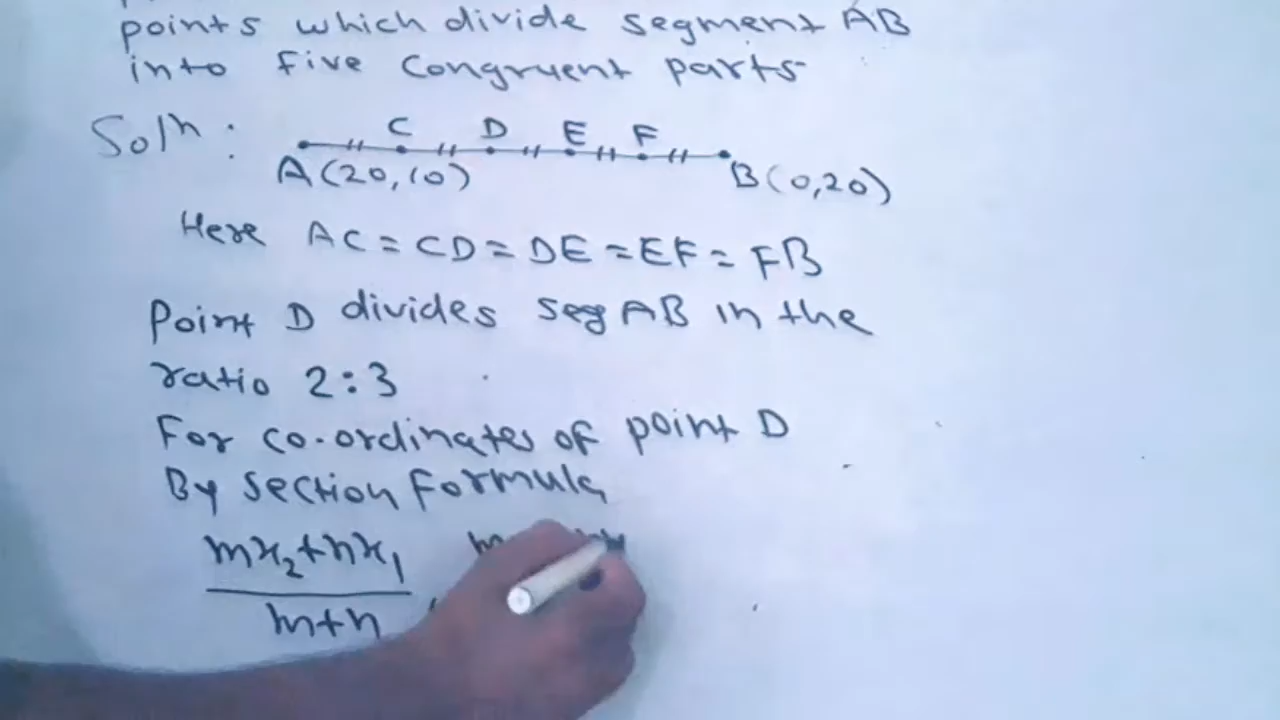 points which divide segment AB
into five congruent parts
Soln:
C D E F
A(20,10) B(0,20)
Here AC = CD = DE = EF = FB
Point D divides seg AB in the
ratio 2:3
For co-ordinates of point D
By section formula
mx₂+nx₁
m+n